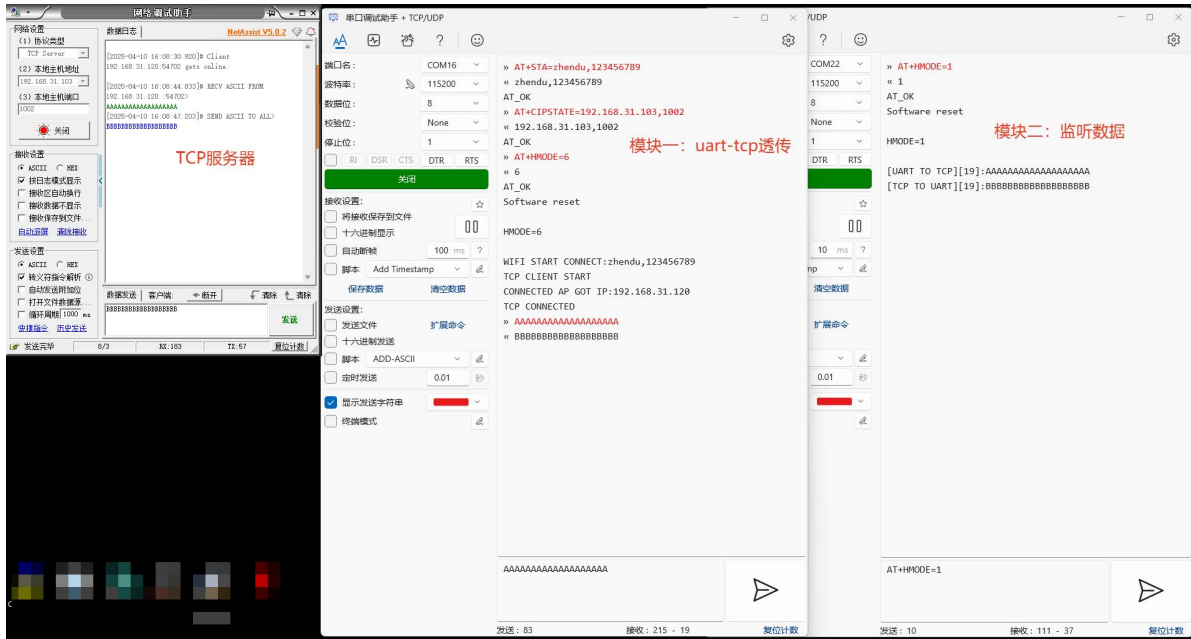 网络调试助手
网络设置
(1) 协议类型
TCP Server
(2) 本地主机地址
192.168.31.103
(3) 本地主机端口
1002
关闭
接收设置
ASCII HEX
按日志模式显示
接收区自动换行
接收数据不显示
接收保存到文件...
自动滚屏 清除接收
发送设置
ASCII HEX
转义符指令解析
自动发送附加位
打开文件数据源...
循环周期 1000 ms
快捷指令 历史发送
数据日志 NetAssist V5.0.2
[2025-04-10 16:08:30.920]# Client
192.168.31.120:54702 gets online.
[2025-04-10 16:08:44.833]# RECV ASCII FROM
192.168.31.120 :54702>
AAAAAAAAAAAAAAAAAAA
[2025-04-10 16:08:47.203]# SEND ASCII TO ALL>
BBBBBBBBBBBBBBBBBBB
TCP服务器
数据发送 客户端: 断开 清除 清除
BBBBBBBBBBBBBBBBBBB
发送
发送完毕 8/3 RX:183 TX:57 复位计数
串口调试助手 + TCP/UDP
端口名: COM16
波特率: 115200
数据位: 8
校验位: None
停止位: 1
RI DSR CTS DTR RTS
关闭
接收设置:
将接收保存到文件
十六进制显示
自动断帧 100 ms ?
脚本 Add Timestamp
保存数据 清空数据
发送设置:
发送文件 扩展命令
十六进制发送
脚本 ADD-ASCII
定时发送 0.01 秒
显示发送字符串
终端模式
» AT+STA=zhendu,123456789
« zhendu,123456789
AT_OK
» AT+CIPSTATE=192.168.31.103,1002
« 192.168.31.103,1002
AT_OK
» AT+HMODE=6
« 6
AT_OK
Software reset
HMODE=6
WIFI START CONNECT:zhendu,123456789
TCP CLIENT START
CONNECTED AP GOT IP:192.168.31.120
TCP CONNECTED
» AAAAAAAAAAAAAAAAAAA
« BBBBBBBBBBBBBBBBBBB
模块一：uart-tcp透传
AAAAAAAAAAAAAAAAAAA
发送: 83 接收: 215 - 19 复位计数
/UDP
COM22
115200
8
None
1
DTR RTS
10 ms ?
mp
清空数据
扩展命令
0.01 秒
» AT+HMODE=1
« 1
AT_OK
Software reset
HMODE=1
[UART TO TCP][19]:AAAAAAAAAAAAAAAAAAA
[TCP TO UART][19]:BBBBBBBBBBBBBBBBBBB
模块二：监听数据
AT+HMODE=1
发送: 10 接收: 111 - 37 复位计数